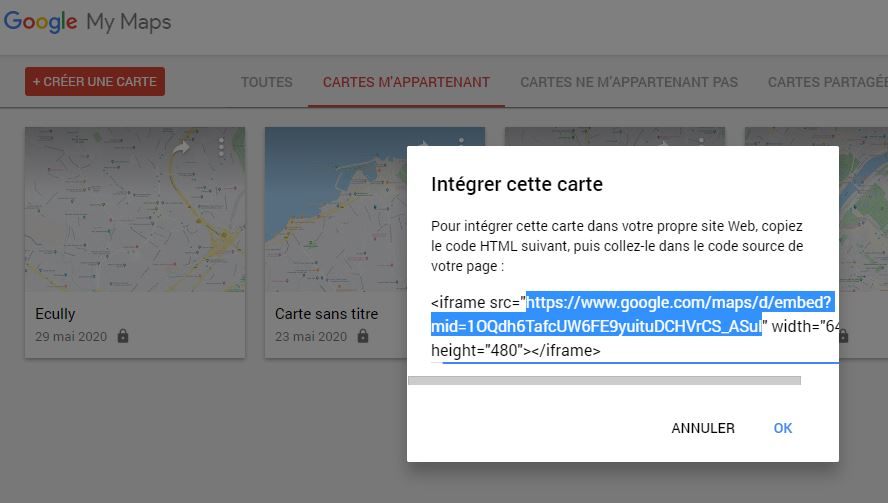 Google My Maps
+ CRÉER UNE CARTE
TOUTES
CARTES M'APPARTENANT
CARTES NE M'APPARTENANT PAS
CARTES PARTAGÉE
Intégrer cette carte
Pour intégrer cette carte dans votre propre site Web, copiez
le code HTML suivant, puis collez-le dans le code source de
votre page :
<iframe src="https://www.google.com/maps/d/embed?
mid=1OQdh6TafcUW6FE9yuituDCHVrCS_ASul" width="64
height="480"></iframe>
ANNULER
OK
Ecully
29 mai 2020
Carte sans titre
23 mai 2020